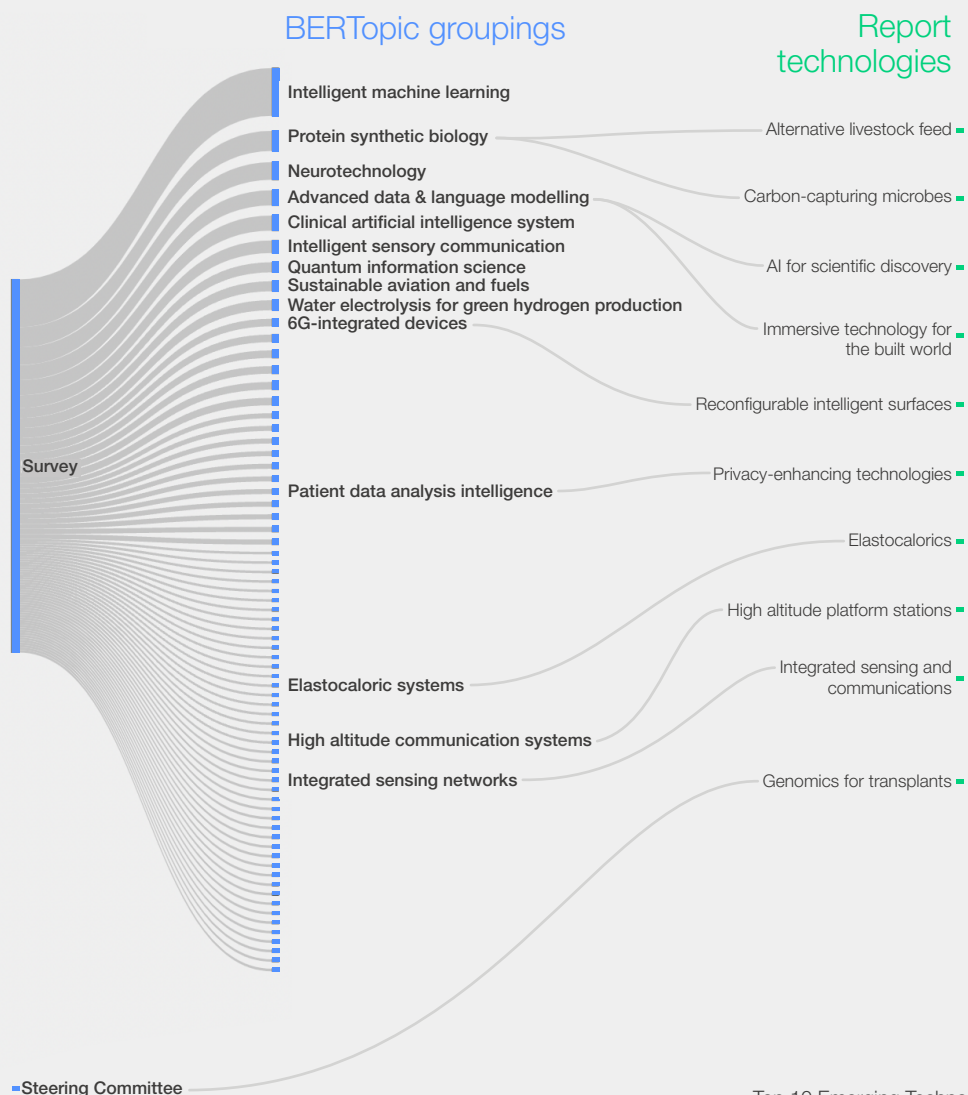 BERTopic groupings
Report
technologies
Intelligent machine learning
Protein synthetic biology
Neurotechnology
Advanced data & language modelling
Clinical artificial intelligence system
Intelligent sensory communication
Quantum information science
Sustainable aviation and fuels
Water electrolysis for green hydrogen production
6G-integrated devices
Survey
Patient data analysis intelligence
Elastocaloric systems
High altitude communication systems
Integrated sensing networks
Alternative livestock feed
Carbon-capturing microbes
AI for scientific discovery
Immersive technology for
the built world
Reconfigurable intelligent surfaces
Privacy-enhancing technologies
Elastocalorics
High altitude platform stations
Integrated sensing and
communications
Genomics for transplants
Steering Committee
Top 10 Emerging